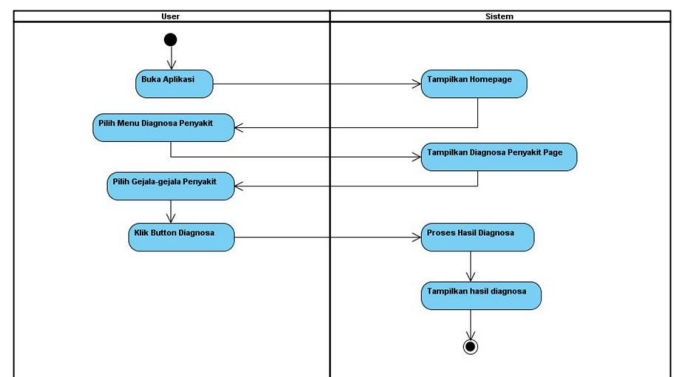 User
Sistem
Buka Aplikasi
Tampilkan Homepage
Pilih Menu Diagnosa Penyakit
Tampilkan Diagnosa Penyakit Page
Pilih Gejala-gejala Penyakit
Klik Button Diagnosa
Proses Hasil Diagnosa
Tampilkan hasil diagnosa